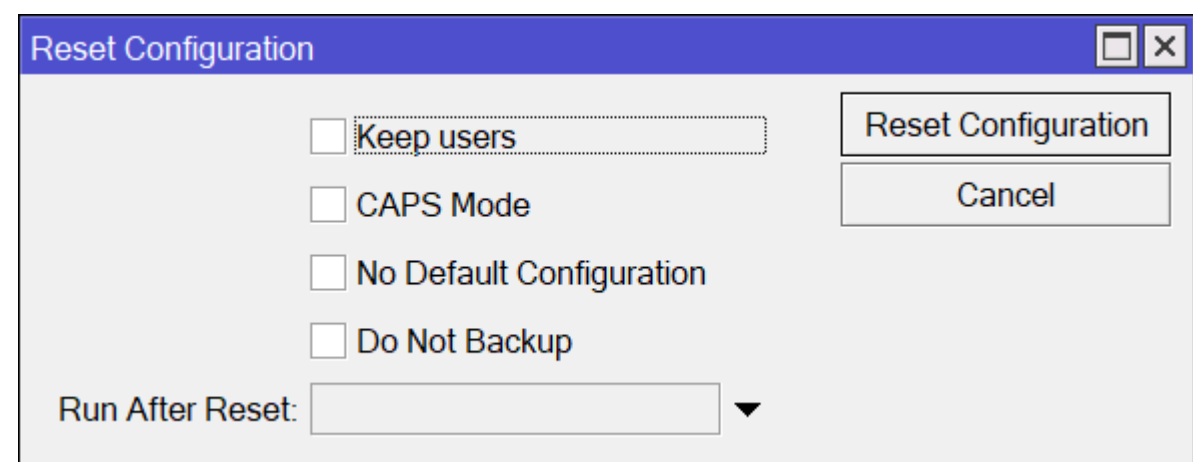 Reset Configuration
Keep users
Reset Configuration
CAPS Mode
Cancel
No Default Configuration
Do Not Backup
Run After Reset: